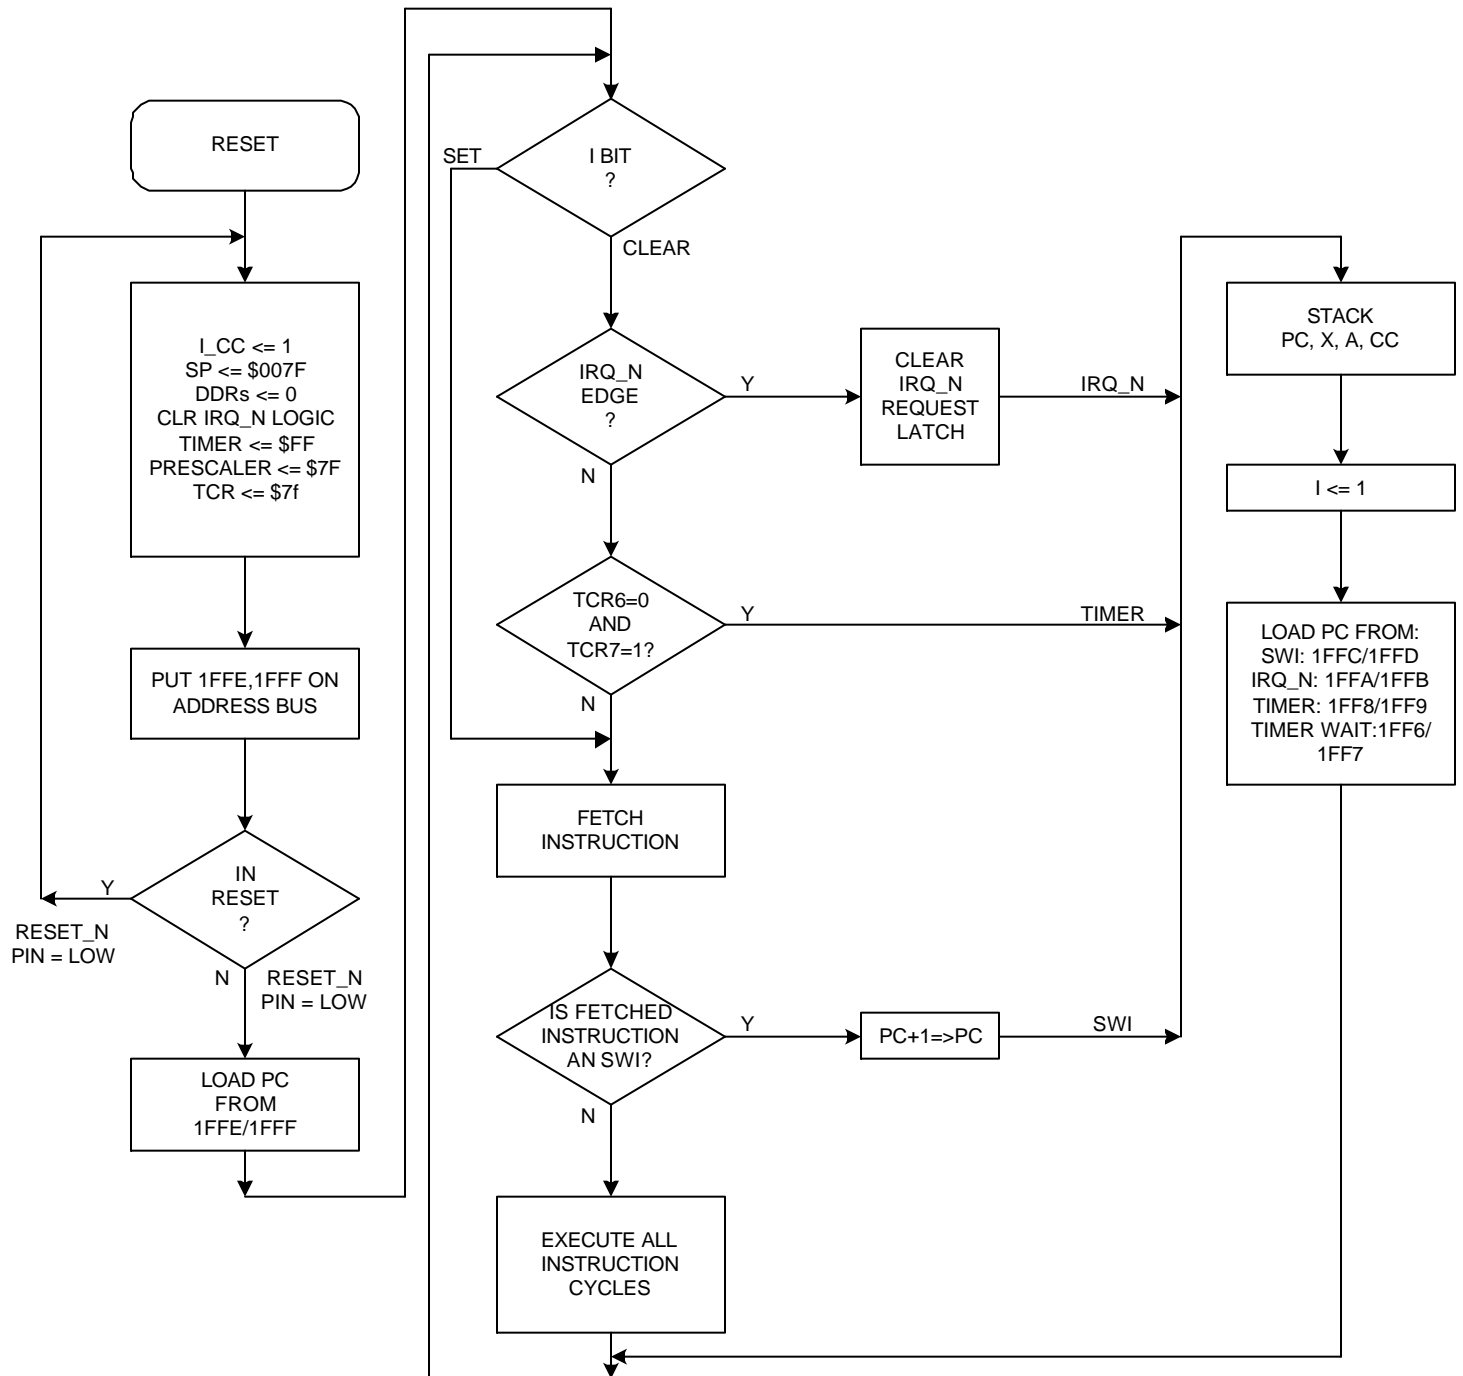 RESET
I_CC <= 1
SP <= $007F
DDRs <= 0
CLR IRQ_N LOGIC
TIMER <= $FF
PRESCALER <= $7F
TCR <= $7f
PUT 1FFE,1FFF ON
ADDRESS BUS
IN
RESET
?
Y
RESET_N
PIN = LOW
N
RESET_N
PIN = LOW
LOAD PC
FROM
1FFE/1FFF
I BIT
?
SET
CLEAR
IRQ_N
EDGE
?
Y
N
CLEAR
IRQ_N
REQUEST
LATCH
IRQ_N
TCR6=0
AND
TCR7=1?
Y
TIMER
N
FETCH
INSTRUCTION
IS FETCHED
INSTRUCTION
AN SWI?
Y
PC+1=>PC
SWI
N
EXECUTE ALL
INSTRUCTION
CYCLES
STACK
PC, X, A, CC
I <= 1
LOAD PC FROM:
SWI: 1FFC/1FFD
IRQ_N: 1FFA/1FFB
TIMER: 1FF8/1FF9
TIMER WAIT:1FF6/
1FF7